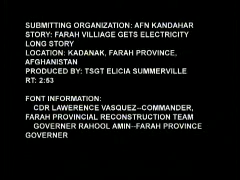 SUBMITTING ORGANIZATION: AFN KANDAHAR
STORY: FARAH VILLIAGE GETS ELECTRICITY
LONG STORY
LOCATION: KADANAK, FARAH PROVINCE,
AFGHANISTAN
PRODUCED BY: TSGT ELICIA SUMMERVILLE
RT: 2:53
FONT INFORMATION:
CDR LAWERENCE VASQUEZ--COMMANDER,
FARAH PROVINCIAL RECONSTRUCTION TEAM
GOVERNER RAHOOL AMIN--FARAH PROVINCE
GOVERNER